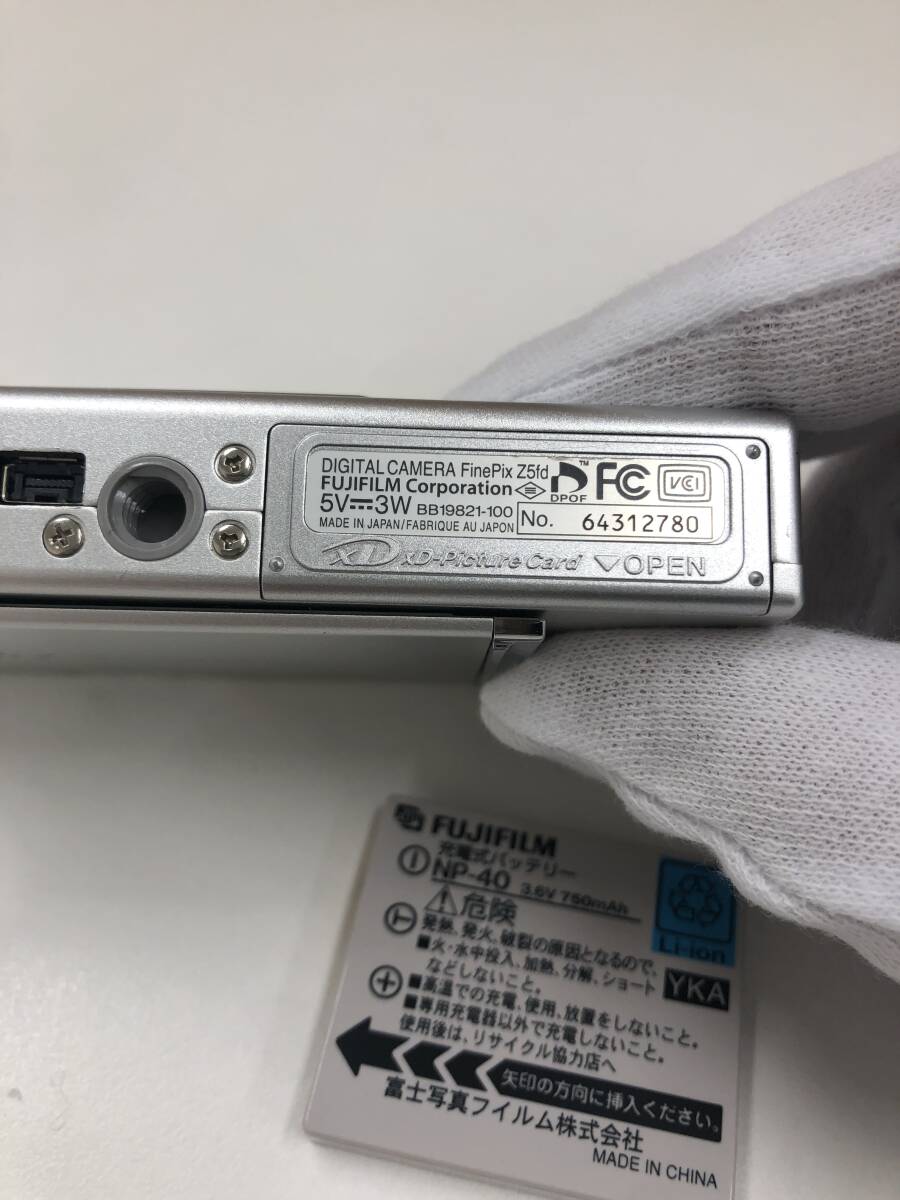 DIGITAL CAMERA FinePix Z5fd
FUJIFILM Corporation
5V⎓3W BB19821-100
MADE IN JAPAN/FABRIQUE AU JAPON
™
DPOF
FC
VCI
No. 64312780
xD xD-Picture Card ▽OPEN
FUJIFILM
充電式バッテリー
NP-40 3.6V 750mAh
⚠危険
発熱、発火、破裂の原因となるので、
■火・水中投入、加熱、分解、ショート
などしないこと。
■高温での充電、使用、放置をしないこと。
■専用充電器以外で充電しないこと。
使用後は、リサイクル協力店へ
Li-ion
YKA
矢印の方向に挿入ください。
富士写真フイルム株式会社
MADE IN CHINA